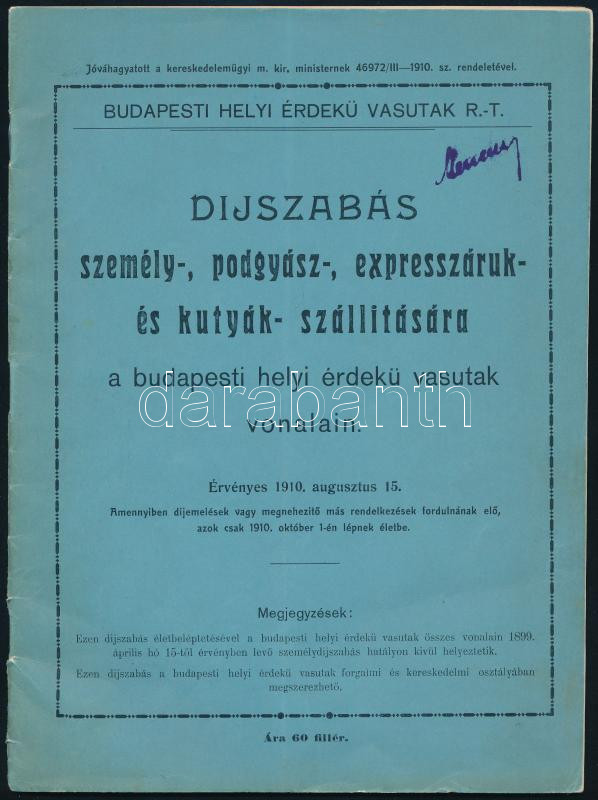 Jóváhagyatott a kereskedelemügyi m. kir. ministernek 46972/III—1910. sz. rendeletével.
BUDAPESTI HELYI ÉRDEKÜ VASUTAK R.-T.
DIJSZABÁS
személy-, podgyász-, expresszáruk-
és kutyák- szállitására
a budapesti helyi érdekü vasutak
darabanth
vonalain.
Érvényes 1910. augusztus 15.
Amennyiben dijemelések vagy megnehezitő más rendelkezések fordulnának elő,
azok csak 1910. október 1-én lépnek életbe.
Megjegyzések:
Ezen dijszabás életbeléptetésével a budapesti helyi érdekü vasutak összes vonalain 1899.
április hó 15-től érvényben levő személydijszabás hatályon kivül helyeztetik.
Ezen dijszabás a budapesti helyi érdekü vasutak forgalmi és kereskedelmi osztályában
megszerezhető.
Ára 60 fillér.